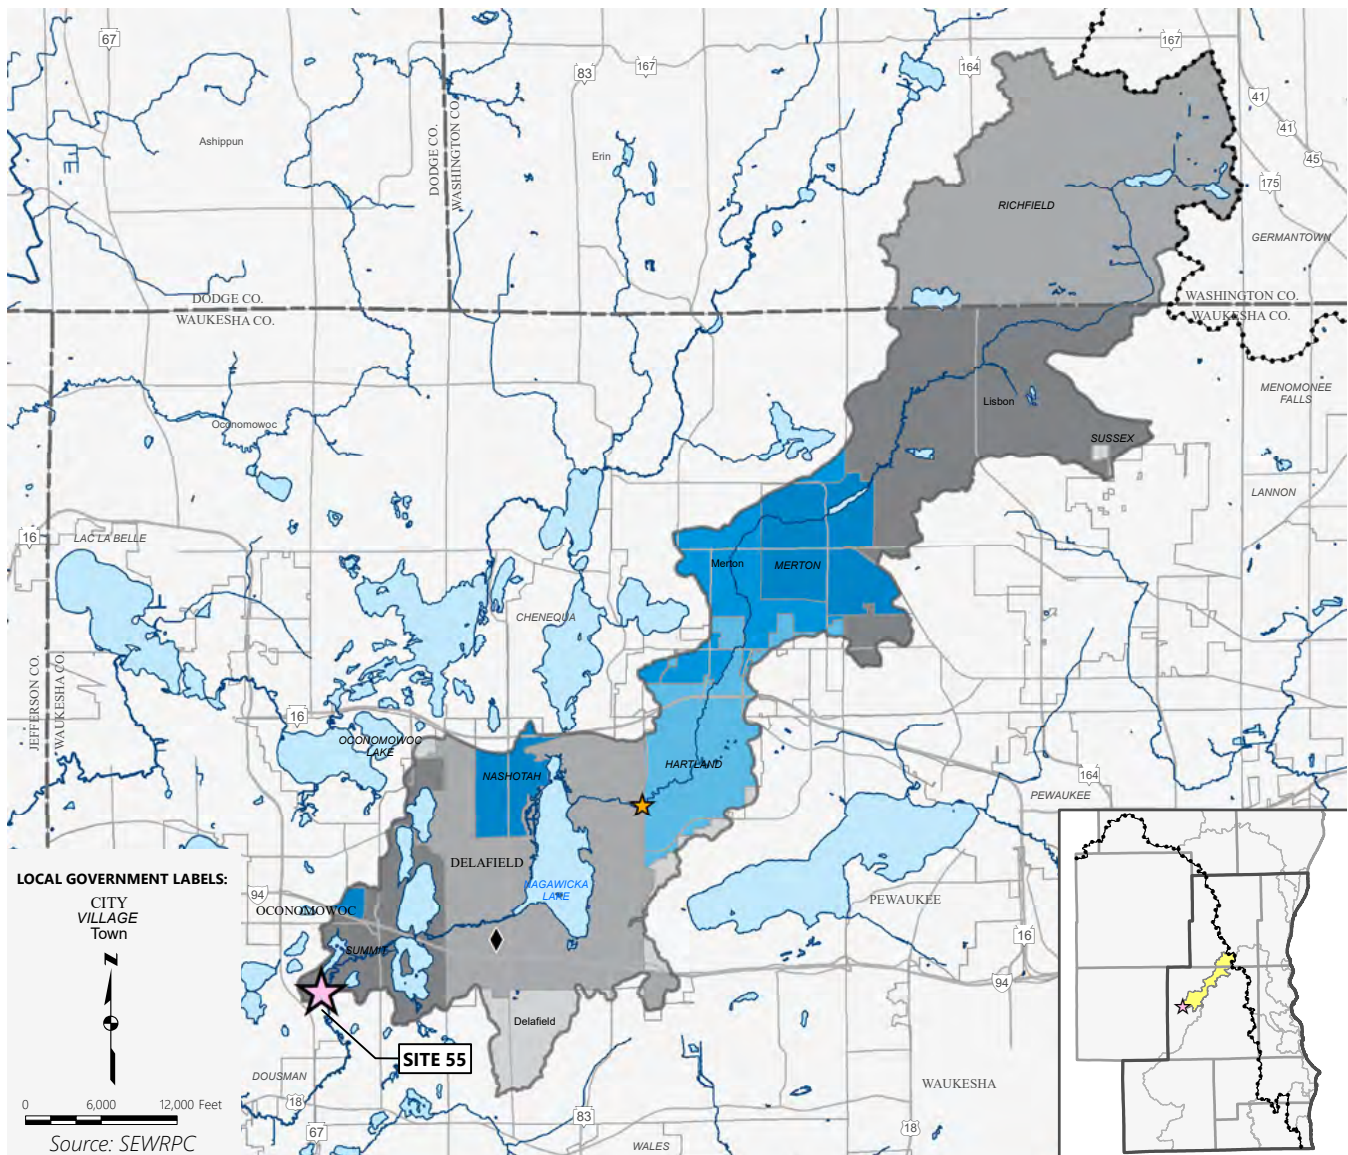 67
83
167
164
167
41
41
45
175
Ashippun
Erin
DODGE CO.
WASHINGTON CO.
RICHFIELD
GERMANTOWN
DODGE CO.
WAUKESHA CO.
WASHINGTON CO.
WAUKESHA CO.
MENOMONEE
FALLS
Lisbon
SUSSEX
Oconomowoc
LANNON
16
LAC LA BELLE
Merton
MERTON
CHENEQUA
JEFFERSON CO.
WAUKESHA CO.
16
OCONOMOWOC
LAKE
NASHOTAH
HARTLAND
164
PEWAUKEE
DELAFIELD
NAGAWICKA
LAKE
94
OCONOMOWOC
PEWAUKEE
16
SUMMIT
94
Delafield
SITE 55
DOUSMAN
18
67
83
WALES
WAUKESHA
18
LOCAL GOVERNMENT LABELS:
CITY
VILLAGE
Town
N
0 6,000 12,000 Feet
Source: SEWRPC